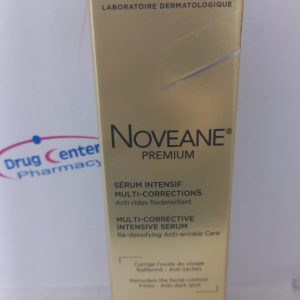 LABORATOIRE DERMATOLOGIQUE
NOVEANE®
PREMIUM
SÉRUM INTENSIF
MULTI-CORRECTIONS
Anti-rides Redensifiant
MULTI-CORRECTIVE
INTENSIVE SERUM
Re-densifying Anti-wrinkle Care
Corrige l'ovale du visage
Raffermit - Anti-taches
Remodels the facial contour
Firms - Anti-dark spot
Drug Center
Pharmacy